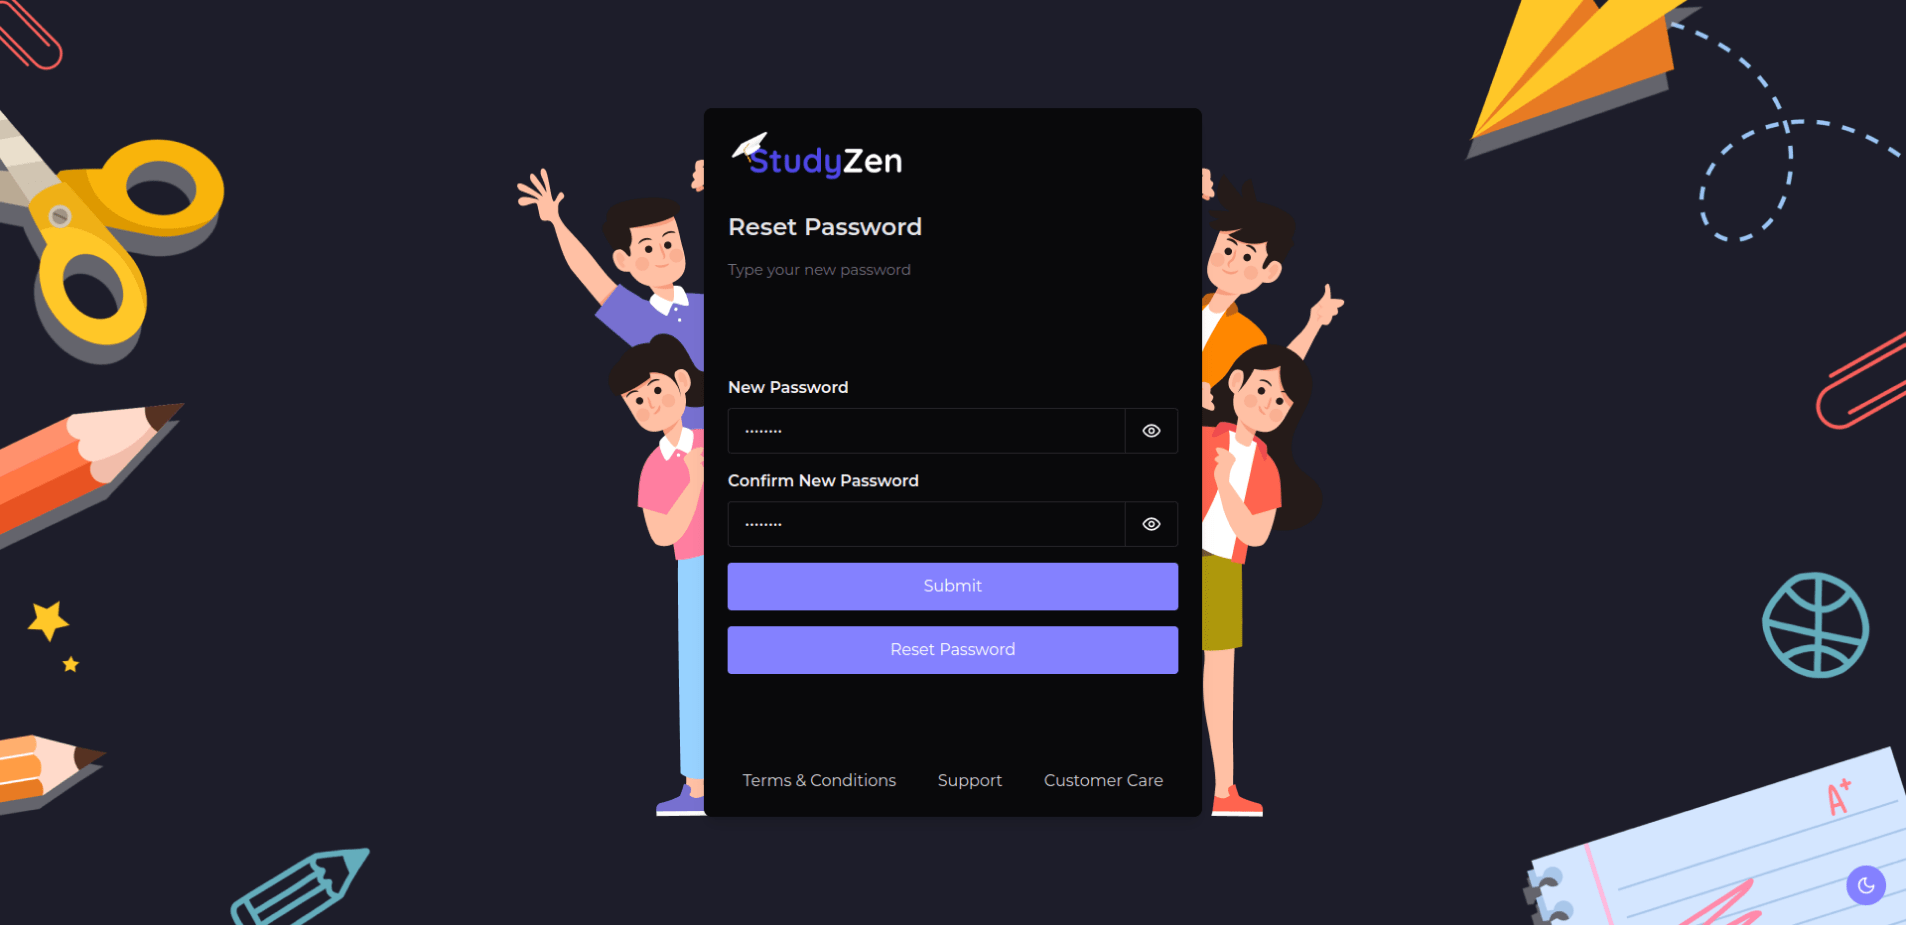 StudyZen
Reset Password
Type your new password
New Password
••••••••
Confirm New Password
••••••••
Submit
Reset Password
Terms & Conditions Support Customer Care
A+